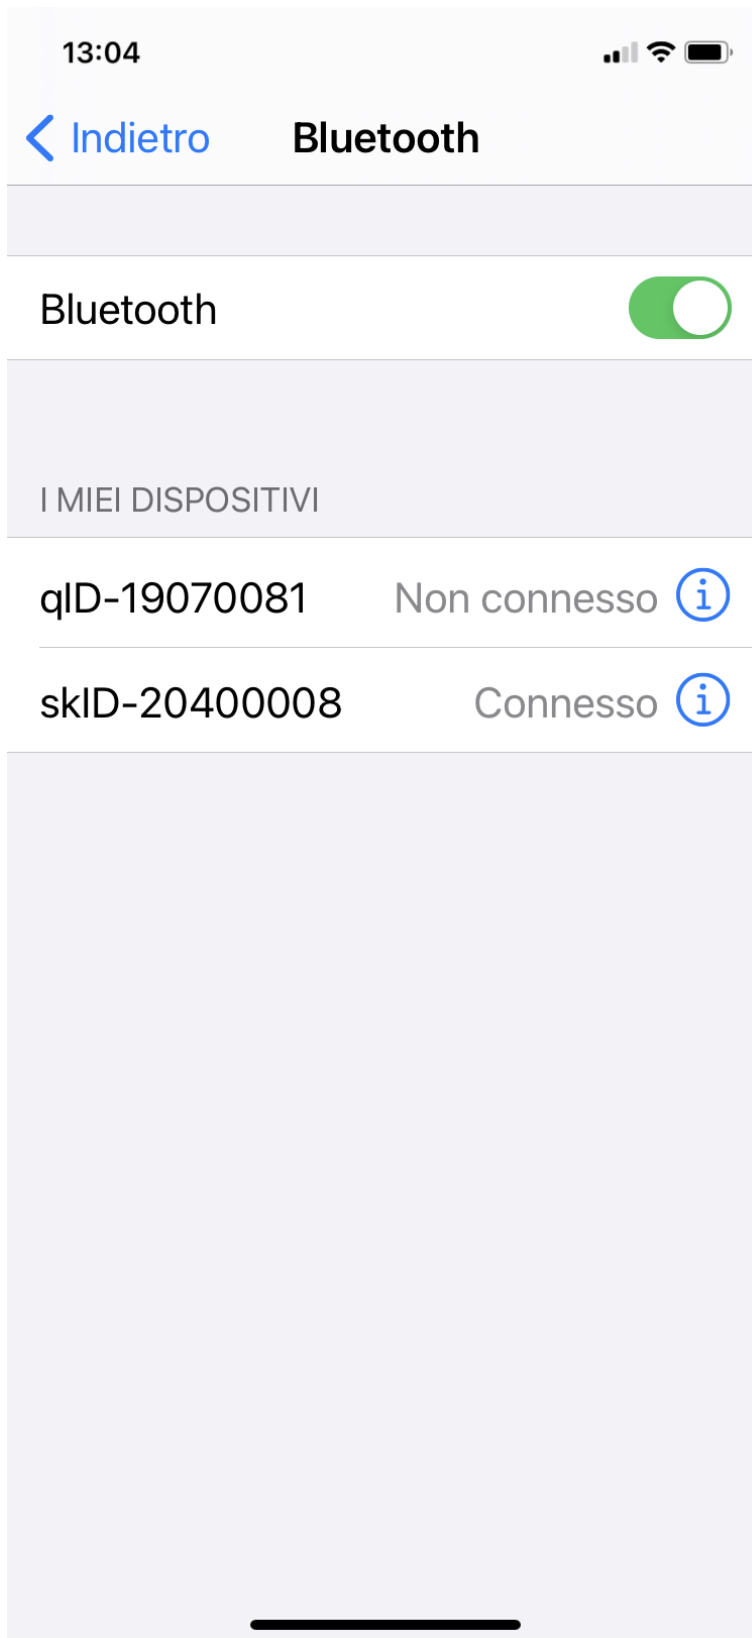 13:04
Indietro Bluetooth
Bluetooth
I MIEI DISPOSITIVI
qID-19070081 Non connesso
skID-20400008 Connesso